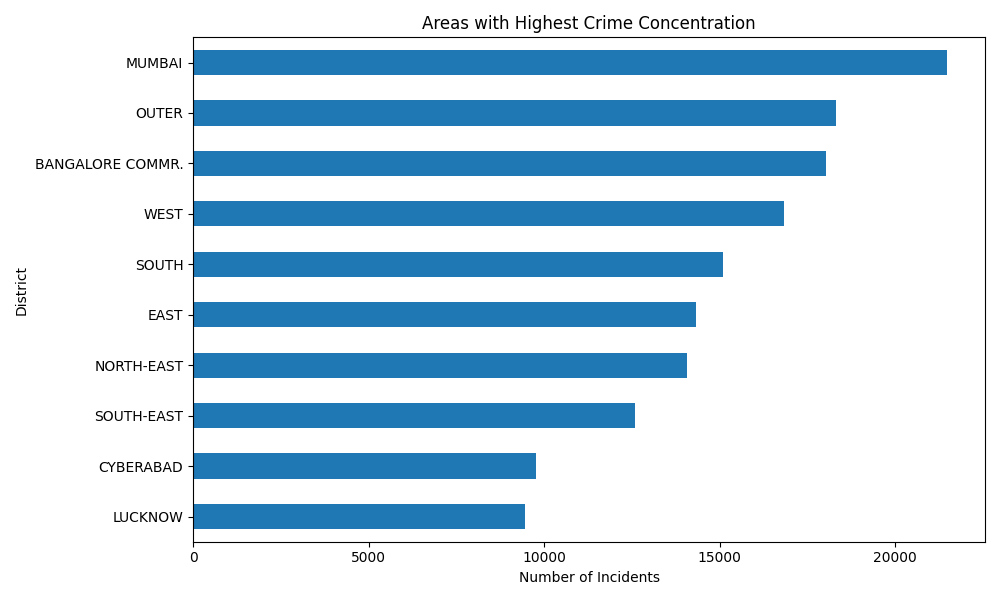 Areas with Highest Crime Concentration
MUMBAI
OUTER
BANGALORE COMMR.
WEST
SOUTH
EAST
NORTH-EAST
SOUTH-EAST
CYBERABAD
LUCKNOW
District
0 5000 10000 15000 20000
Number of Incidents